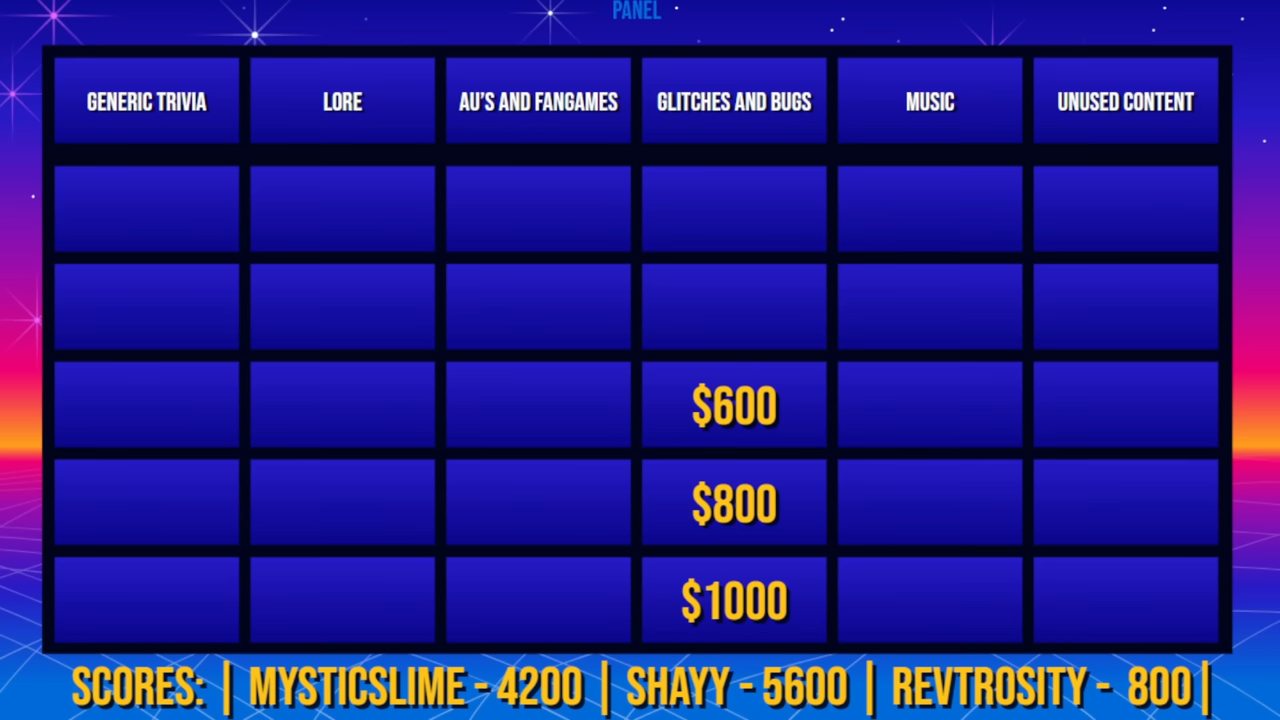 PANEL
GENERIC TRIVIA
LORE
AU'S AND FANGAMES
GLITCHES AND BUGS
MUSIC
UNUSED CONTENT
$600
$800
$1000
SCORES: | MYSTICSLIME - 4200 | SHAYY - 5600 | REVTROSITY - 800|